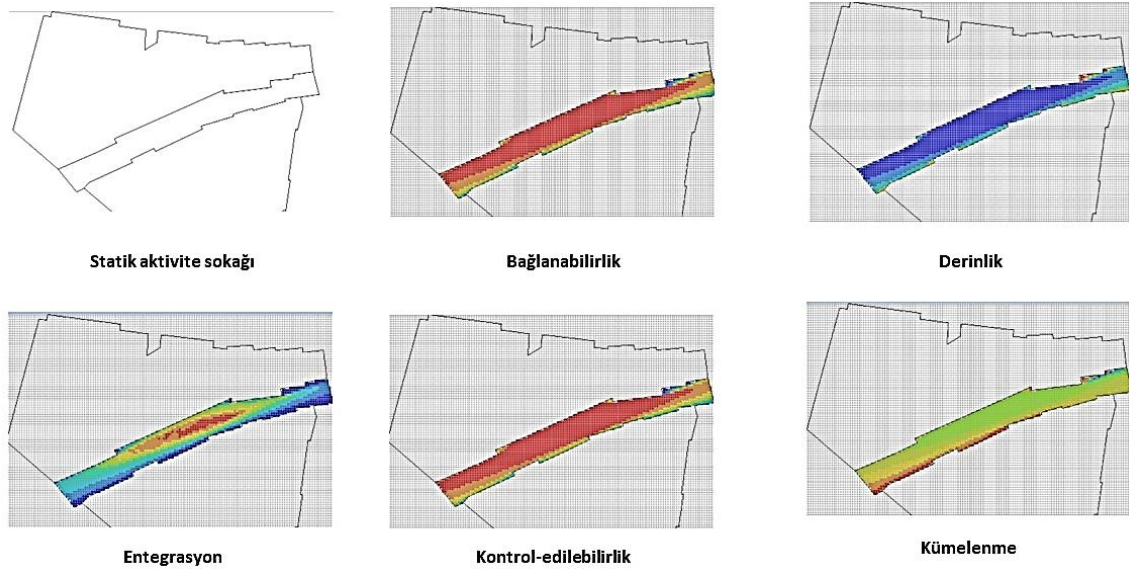 Statik aktivite sokağı
Bağlanabilirlik
Derinlik
Entegrasyon
Kontrol-edilebilirlik
Kümelenme